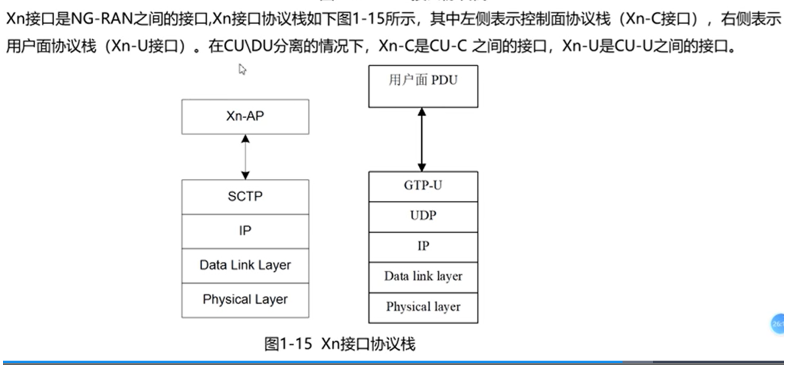 Xn接口是NG-RAN之间的接口,Xn接口协议栈如下图1-15所示，其中左侧表示控制面协议栈（Xn-C接口），右侧表示
用户面协议栈（Xn-U接口）。在CU\DU分离的情况下，Xn-C是CU-C 之间的接口，Xn-U是CU-U之间的接口。
Xn-AP
SCTP
IP
Data Link Layer
Physical Layer
用户面 PDU
GTP-U
UDP
IP
Data link layer
Physical layer
图1-15 Xn接口协议栈